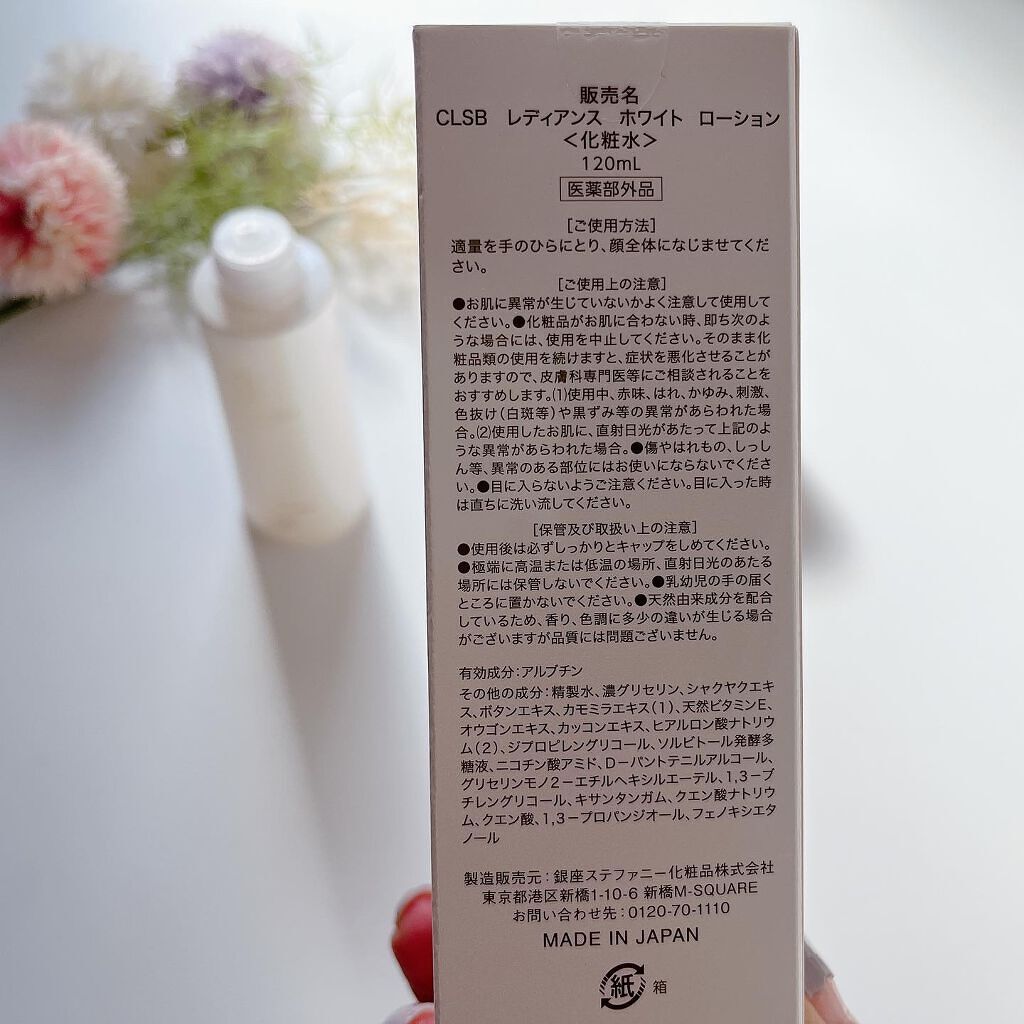 販売名
CLSB レディアンス ホワイト ローション
＜化粧水＞
120mL
医薬部外品
［ご使用方法］
適量を手のひらにとり、顔全体になじませてくだ
さい。
［ご使用上の注意］
●お肌に異常が生じていないかよく注意して使用して
ください。●化粧品がお肌に合わない時、即ち次のよ
うな場合には、使用を中止してください。そのまま化
粧品類の使用を続けますと、症状を悪化させることが
ありますので、皮膚科専門医等にご相談されることを
おすすめします。⑴使用中、赤味、はれ、かゆみ、刺激、
色抜け（白斑等）や黒ずみ等の異常があらわれた場
合。⑵使用したお肌に、直射日光があたって上記のよ
うな異常があらわれた場合。●傷やはれもの、しっし
ん等、異常のある部位にはお使いにならないでくださ
い。●目に入らないようご注意ください。目に入った時
は直ちに洗い流してください。
［保管及び取扱い上の注意］
●使用後は必ずしっかりとキャップをしめてください。
●極端に高温または低温の場所、直射日光のあたる
場所には保管しないでください。●乳幼児の手の届く
ところに置かないでください。●天然由来成分を配合
しているため、香り、色調に多少の違いが生じる場合
がございますが品質には問題ございません。
有効成分：アルブチン
その他の成分：精製水、濃グリセリン、シャクヤクエキ
ス、ボタンエキス、カモミラエキス（1）、天然ビタミンE、
オウゴンエキス、カッコンエキス、ヒアルロン酸ナトリウ
ム（2）、ジプロピレングリコール、ソルビトール発酵多
糖液、ニコチン酸アミド、D－パントテニルアルコール、
グリセリンモノ2－エチルヘキシルエーテル、1,3－ブ
チレングリコール、キサンタンガム、クエン酸ナトリウ
ム、クエン酸、1,3－プロパンジオール、フェノキシエタ
ノール
製造販売元：銀座ステファニー化粧品株式会社
東京都港区新橋1-10-6 新橋M-SQUARE
お問い合わせ先：0120-70-1110
MADE IN JAPAN
紙 箱